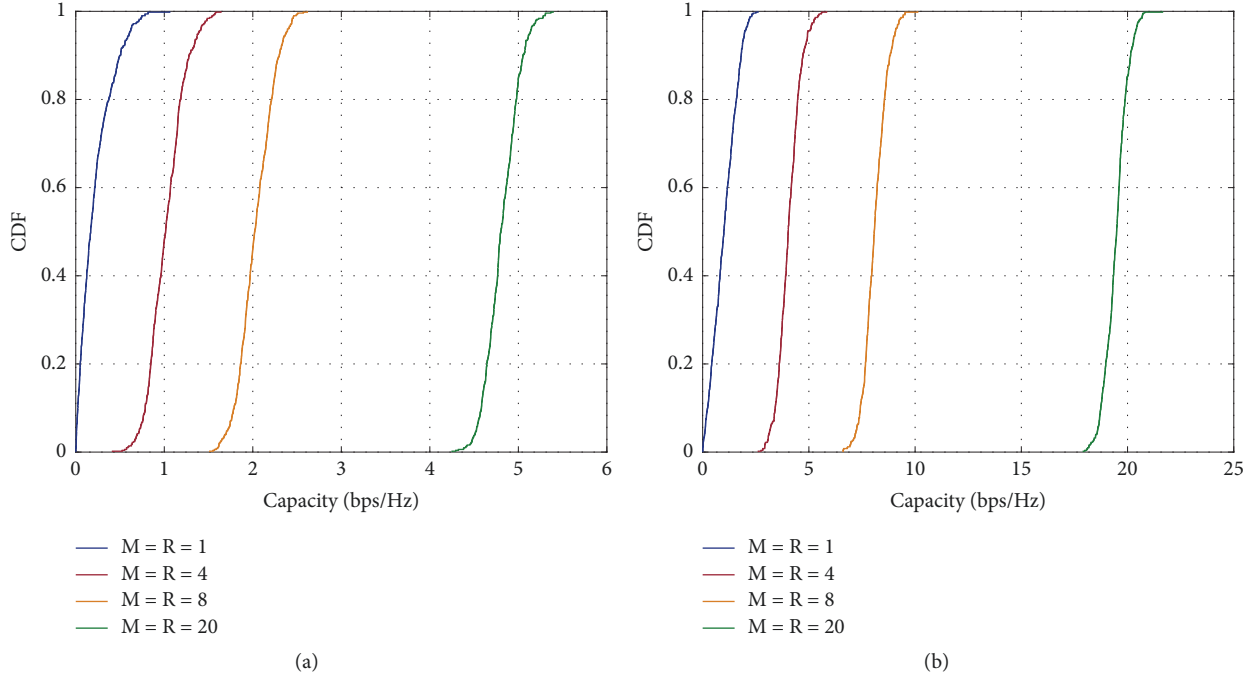 1
0.8
0.6
0.4
0.2
0
CDF
0 1 2 3 4 5 6
Capacity (bps/Hz)
M = R = 1
M = R = 4
M = R = 8
M = R = 20
(a)
1
0.8
0.6
0.4
0.2
0
CDF
0 5 10 15 20 25
Capacity (bps/Hz)
M = R = 1
M = R = 4
M = R = 8
M = R = 20
(b)